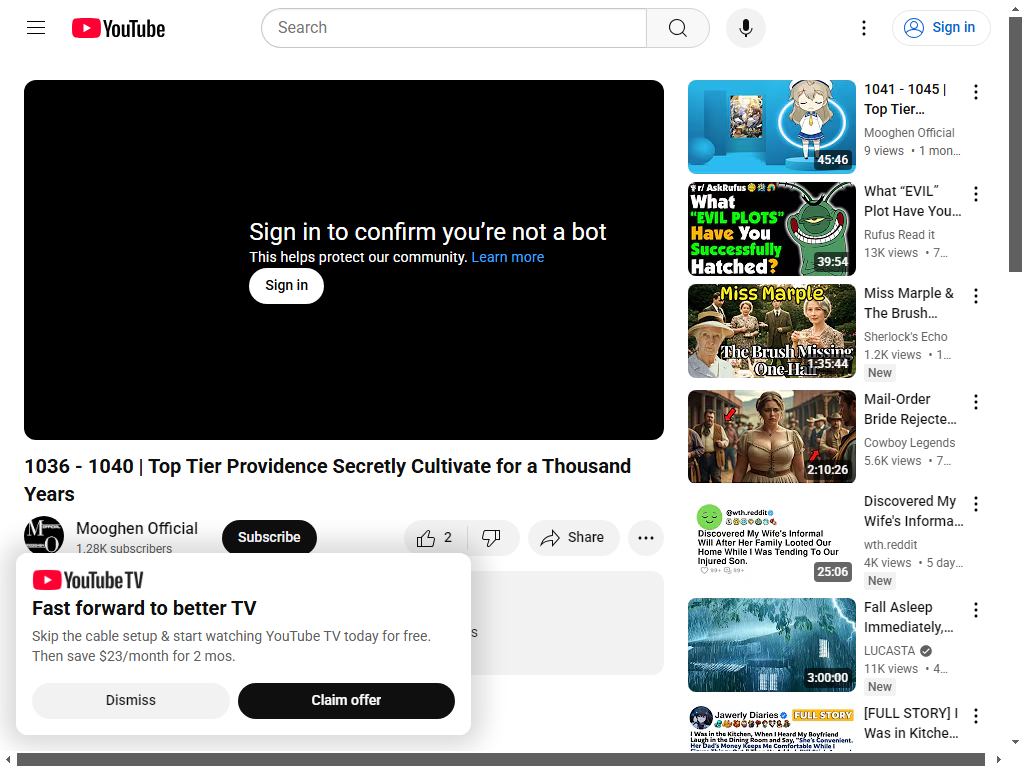 YouTube
Search
Sign in
Sign in to confirm you're not a bot
This helps protect our community. Learn more
Sign in
1036 - 1040 | Top Tier Providence Secretly Cultivate for a Thousand
Years
Mooghen Official
1.28K subscribers
Subscribe
2
Share
s
YouTube TV
Fast forward to better TV
Skip the cable setup & start watching YouTube TV today for free.
Then save $23/month for 2 mos.
Dismiss
Claim offer
45:46
1041 - 1045 |
Top Tier…
Mooghen Official
9 views • 1 mon…
r/ AskRufus
What
"EVIL PLOTS"
Have You
Successfully
Hatched?
39:54
What “EVIL”
Plot Have You…
Rufus Read it
13K views • 7…
Miss Marple
The Brush Missing
One Hair
1:35:44
Miss Marple &
The Brush…
Sherlock's Echo
1.2K views • 1…
New
2:10:26
Mail-Order
Bride Rejecte…
Cowboy Legends
5.6K views • 7…
@wth.reddit
Discovered My Wife's Informal
Will After Her Family Looted Our
Home While I Was Tending To Our
Injured Son.
99+ 99+
25:06
Discovered My
Wife's Informa…
wth.reddit
4K views • 5 day…
New
3:00:00
Fall Asleep
Immediately,…
LUCASTA
11K views • 4…
New
Jawerly Diaries
FULL STORY
I Was in the Kitchen, When I Heard My Boyfriend
Laugh in the Dining Room and Say, "She's Convenient.
Her Dad's Money Keeps Me Comfortable While I
[FULL STORY] I
Was in Kitche…